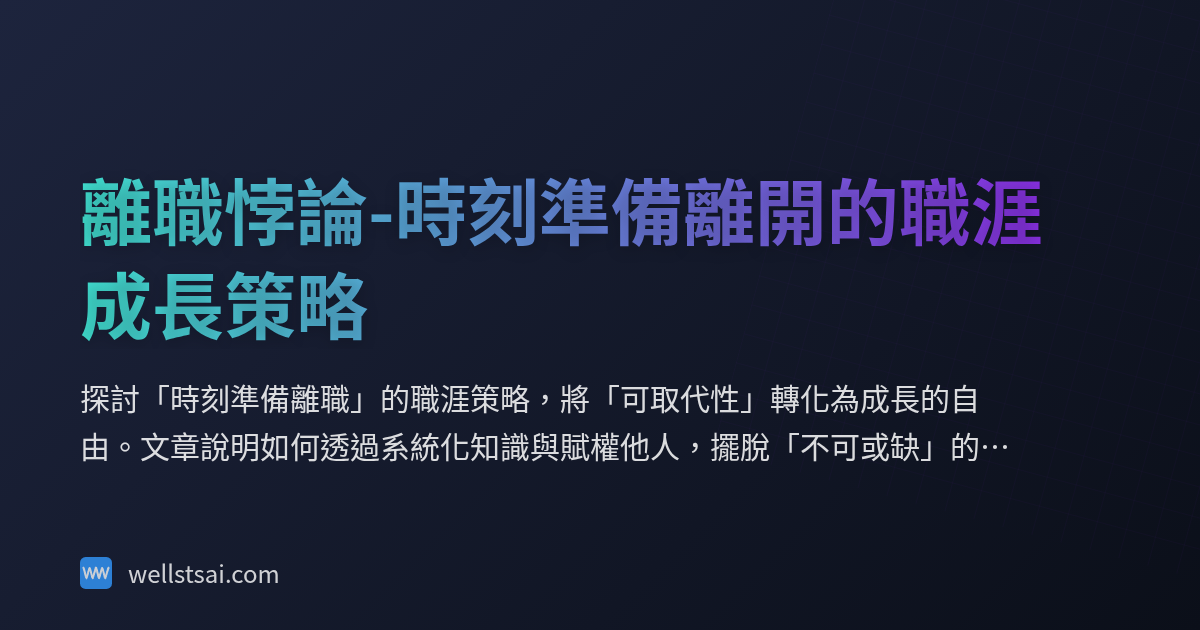 離職悖論-時刻準備離開的職涯
成長策略
探討「時刻準備離職」的職涯策略，將「可取代性」轉化為成長的自
由。文章說明如何透過系統化知識與賦權他人，擺脫「不可或缺」的…
wellstsai.com